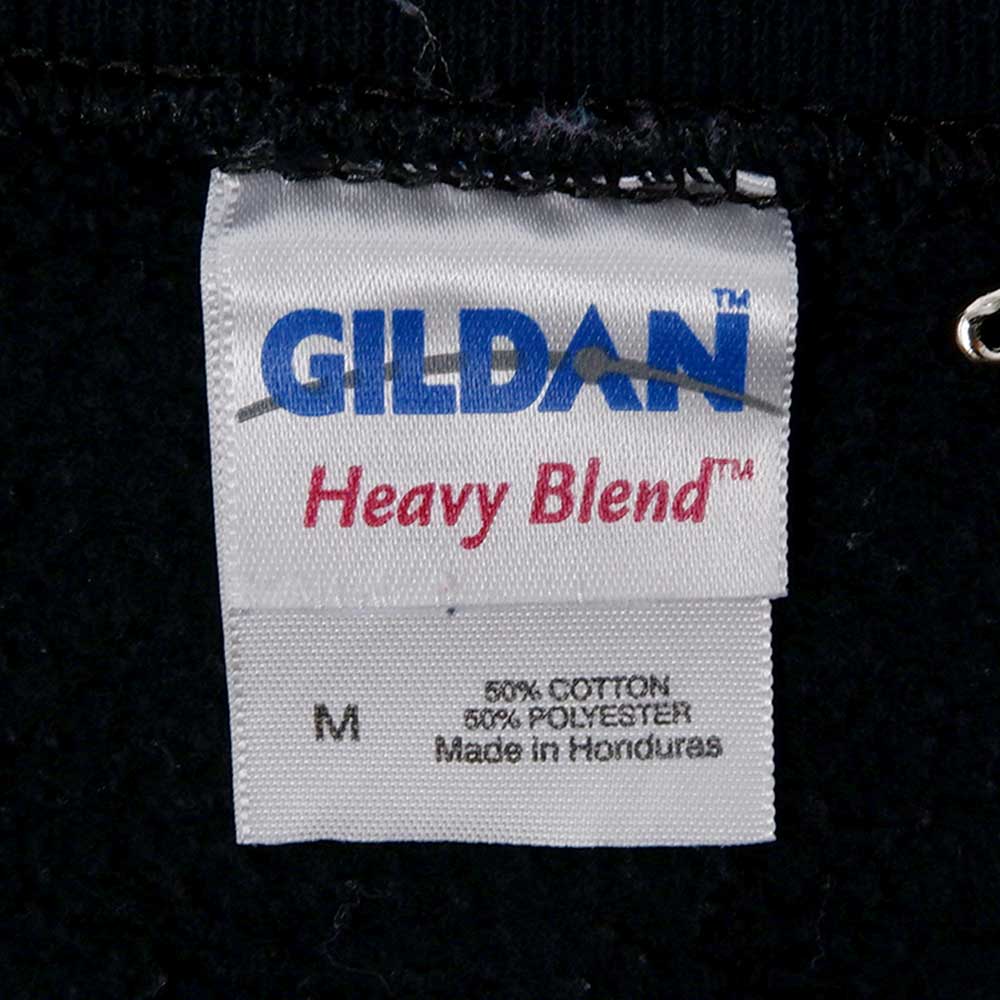 GILDAN™
Heavy Blend™
M
50% COTTON
50% POLYESTER
Made in Honduras